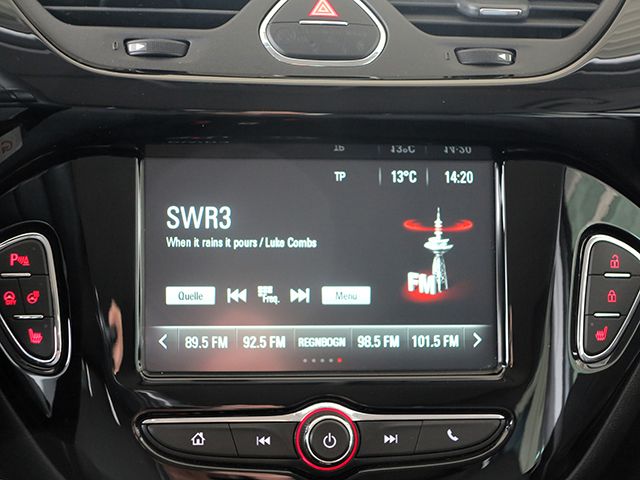 TP 13°C 14:20
SWR3
When it rains it pours / Luke Combs
FM
Quelle Freq. Menü
89.5 FM 92.5 FM REGNBOGN 98.5 FM 101.5 FM